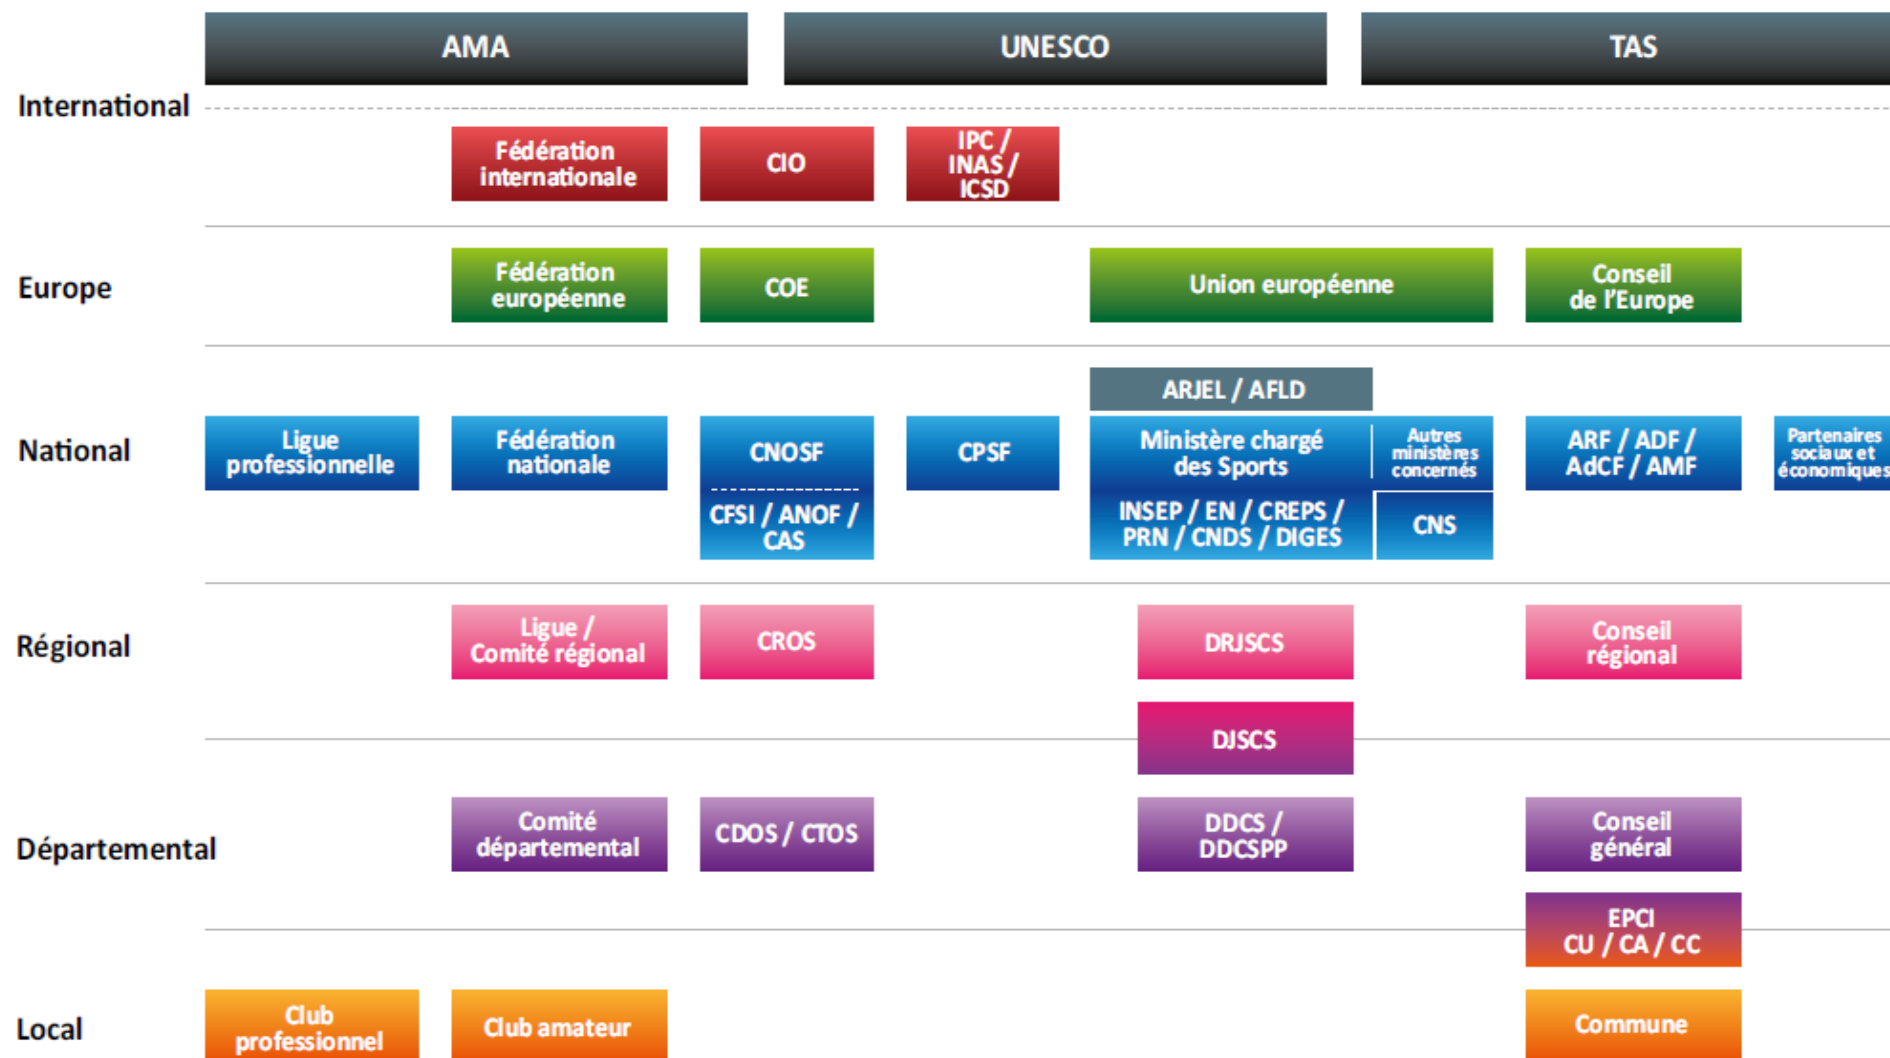 AMA
UNESCO
TAS
International
Fédération
internationale
CIO
IPC /
INAS /
ICSD
Europe
Fédération
européenne
COE
Union européenne
Conseil
de l'Europe
National
ARJEL / AFLD
Ligue
professionnelle
Fédération
nationale
CNOSF
CFSI / ANOF /
CAS
CPSF
Ministère chargé
des Sports
Autres
ministères
concernés
INSEP / EN / CREPS /
PRN / CNDS / DIGES
CNS
ARF / ADF /
AdCF / AMF
Partenaires
sociaux et
économiques
Régional
Ligue /
Comité régional
CROS
DRJSCS
Conseil
régional
DJSCS
Départemental
Comité
départemental
CDOS / CTOS
DDCS /
DDCSPP
Conseil
général
EPCI
CU / CA / CC
Local
Club
professionnel
Club amateur
Commune